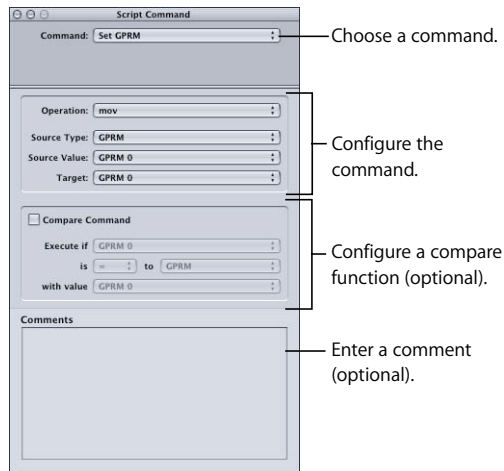 Script Command
Command: Set GPRM
Choose a command.
Operation: mov
Source Type: GPRM
Source Value: GPRM 0
Target: GPRM 0
Configure the
command.
Compare Command
Execute if GPRM 0
is = to GPRM
with value GPRM 0
Configure a compare
function (optional).
Comments
Enter a comment
(optional).